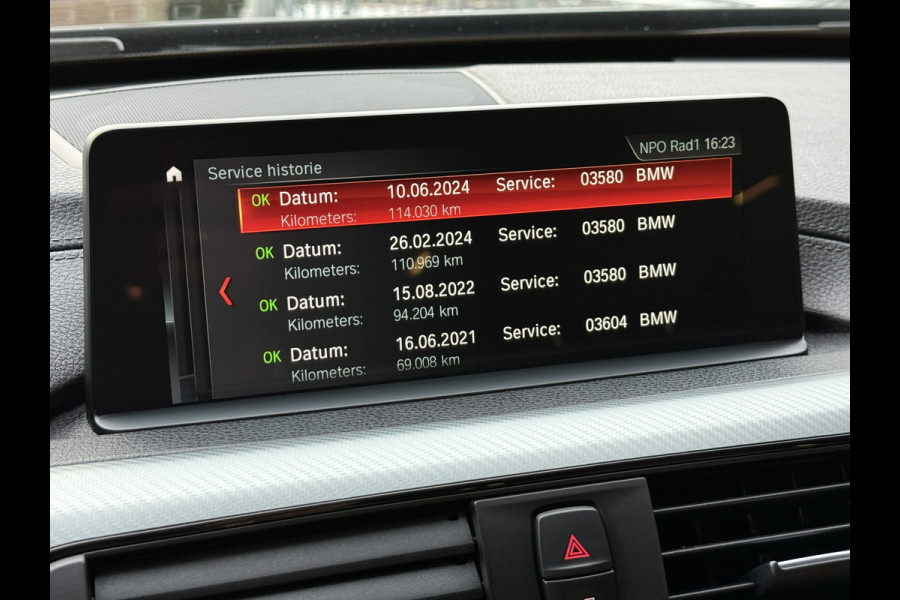 NPO Rad1 16:23
Service historie
OK Datum: 10.06.2024 Service: 03580 BMW
Kilometers: 114.030 km
OK Datum: 26.02.2024 Service: 03580 BMW
Kilometers: 110.969 km
OK Datum: 15.08.2022 Service: 03580 BMW
Kilometers: 94.204 km
OK Datum: 16.06.2021 Service: 03604 BMW
Kilometers: 69.008 km